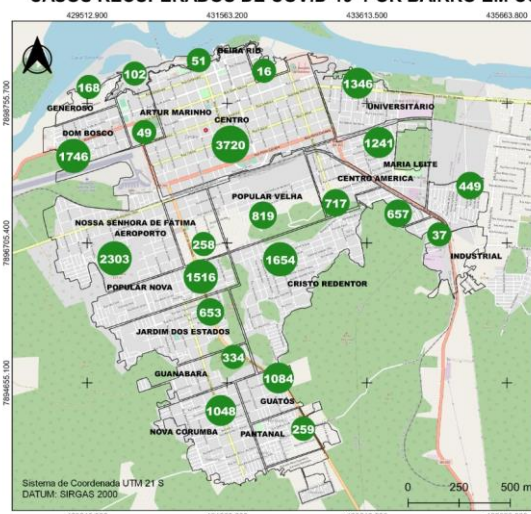 CASOS RECUPERADOS DE COVID-19 POR BAIRRO EM
429512.900 431563.200 433613.500 435663.800
7898755.700
7896705.400
7894655.100
BEIRA RIO
51
102
16
168
1346
GENEROSO
ARTUR MARINHO
UNIVERSITÁRIO
CENTRO
DOM BOSCO
49
3720
1241
1746
MARIA LEITE
CENTRO AMERICA
449
POPULAR VELHA
717
819
657
NOSSA SENHORA DE FÁTIMA
AEROPORTO
37
258
2303
1654
INDUSTRIAL
1516
POPULAR NOVA
CRISTO REDENTOR
653
JARDIM DOS ESTADOS
334
GUANABARA
1084
GUATÓS
1048
259
NOVA CORUMBA
PANTANAL
Sistema de Coordenada UTM 21 S
DATUM: SIRGAS 2000
0 250 500 m